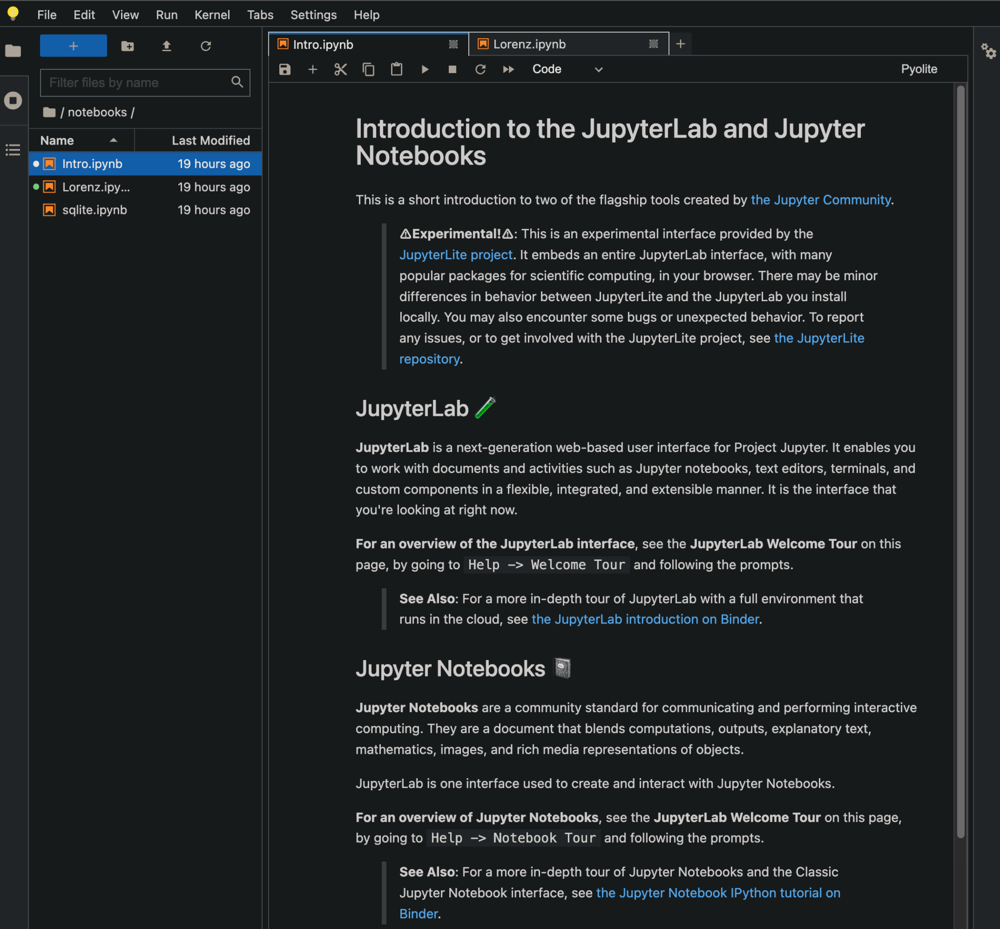 File Edit View Run Kernel Tabs Settings Help
Filter files by name
/ notebooks /
Name Last Modified
Intro.ipynb 19 hours ago
Lorenz.ipy... 19 hours ago
sqlite.ipynb 19 hours ago
Intro.ipynb Lorenz.ipynb
Code Pyolite
Introduction to the JupyterLab and Jupyter
Notebooks
This is a short introduction to two of the flagship tools created by the Jupyter Community.
⚠Experimental!⚠: This is an experimental interface provided by the
JupyterLite project. It embeds an entire JupyterLab interface, with many
popular packages for scientific computing, in your browser. There may be minor
differences in behavior between JupyterLite and the JupyterLab you install
locally. You may also encounter some bugs or unexpected behavior. To report
any issues, or to get involved with the JupyterLite project, see the JupyterLite
repository.
JupyterLab 🧪
JupyterLab is a next-generation web-based user interface for Project Jupyter. It enables you
to work with documents and activities such as Jupyter notebooks, text editors, terminals, and
custom components in a flexible, integrated, and extensible manner. It is the interface that
you're looking at right now.
For an overview of the JupyterLab interface, see the JupyterLab Welcome Tour on this
page, by going to Help -> Welcome Tour and following the prompts.
See Also: For a more in-depth tour of JupyterLab with a full environment that
runs in the cloud, see the JupyterLab introduction on Binder.
Jupyter Notebooks 📓
Jupyter Notebooks are a community standard for communicating and performing interactive
computing. They are a document that blends computations, outputs, explanatory text,
mathematics, images, and rich media representations of objects.
JupyterLab is one interface used to create and interact with Jupyter Notebooks.
For an overview of Jupyter Notebooks, see the JupyterLab Welcome Tour on this page,
by going to Help -> Notebook Tour and following the prompts.
See Also: For a more in-depth tour of Jupyter Notebooks and the Classic
Jupyter Notebook interface, see the Jupyter Notebook IPython tutorial on
Binder.